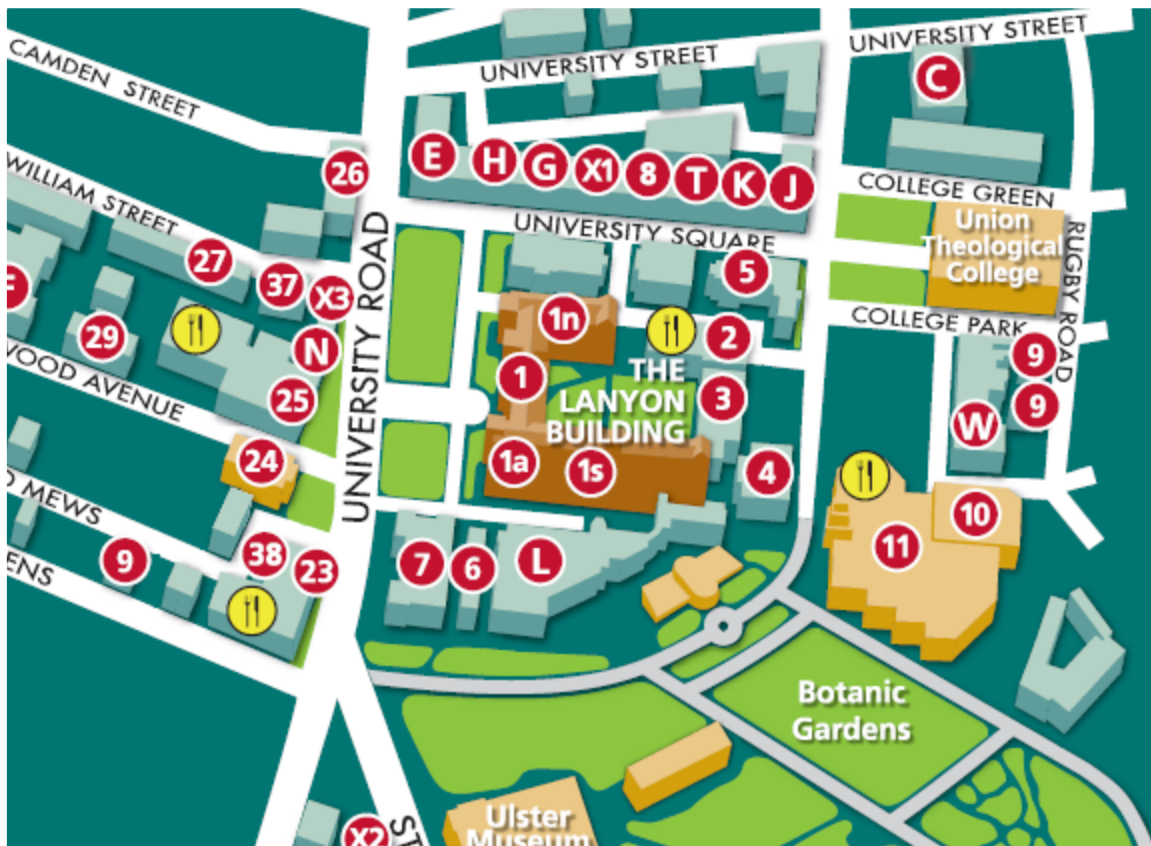 CAMDEN STREET
UNIVERSITY STREET
UNIVERSITY STREET
C
26
E
H
G
X1
8
T
K
J
WILLIAM STREET
COLLEGE GREEN
UNIVERSITY ROAD
UNIVERSITY SQUARE
Union
Theological
College
RUGBY ROAD
27
37
X3
5
F
1n
2
COLLEGE PARK
29
N
1
THE
LANYON
BUILDING
3
9
9
WOOD AVENUE
25
W
24
1a
1s
4
10
D MEWS
11
ENS
9
38
23
7
6
L
Botanic
Gardens
Ulster
Museum
X2
ST